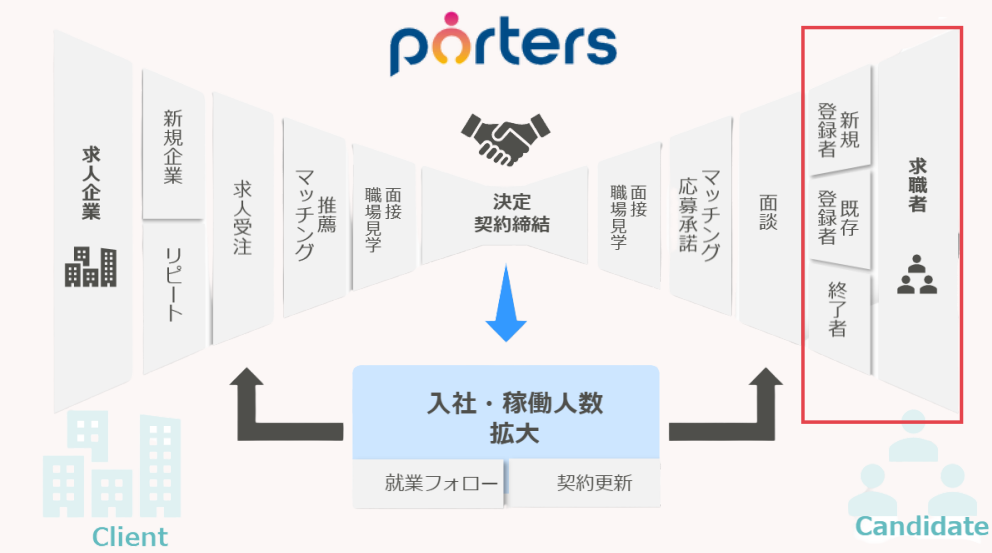 porters
求人企業
新規企業
リピート
求人受注
推薦
マッチング
面接
職場見学
決定
契約締結
面接
職場見学
マッチング
応募承諾
面談
新規
登録者
既存
登録者
終了者
求職者
入社・稼働人数
拡大
就業フォロー
契約更新
Client
Candidate